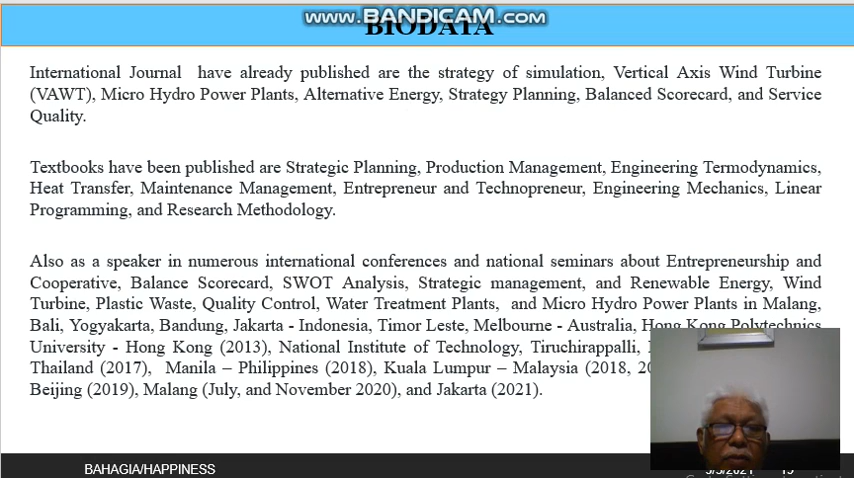 www.BANDICAM.com
BIODATA
International Journal have already published are the strategy of simulation, Vertical Axis Wind Turbine
(VAWT), Micro Hydro Power Plants, Alternative Energy, Strategy Planning, Balanced Scorecard, and Service
Quality.
Textbooks have been published are Strategic Planning, Production Management, Engineering Termodynamics,
Heat Transfer, Maintenance Management, Entrepreneur and Technopreneur, Engineering Mechanics, Linear
Programming, and Research Methodology.
Also as a speaker in numerous international conferences and national seminars about Entrepreneurship and
Cooperative, Balance Scorecard, SWOT Analysis, Strategic management, and Renewable Energy, Wind
Turbine, Plastic Waste, Quality Control, Water Treatment Plants, and Micro Hydro Power Plants in Malang,
Bali, Yogyakarta, Bandung, Jakarta - Indonesia, Timor Leste, Melbourne - Australia, Hong Kong Polytechnics
University - Hong Kong (2013), National Institute of Technology, Tiruchirappalli,
Thailand (2017), Manila – Philippines (2018), Kuala Lumpur – Malaysia (2018,
Beijing (2019), Malang (July, and November 2020), and Jakarta (2021).
BAHAGIA/HAPPINESS